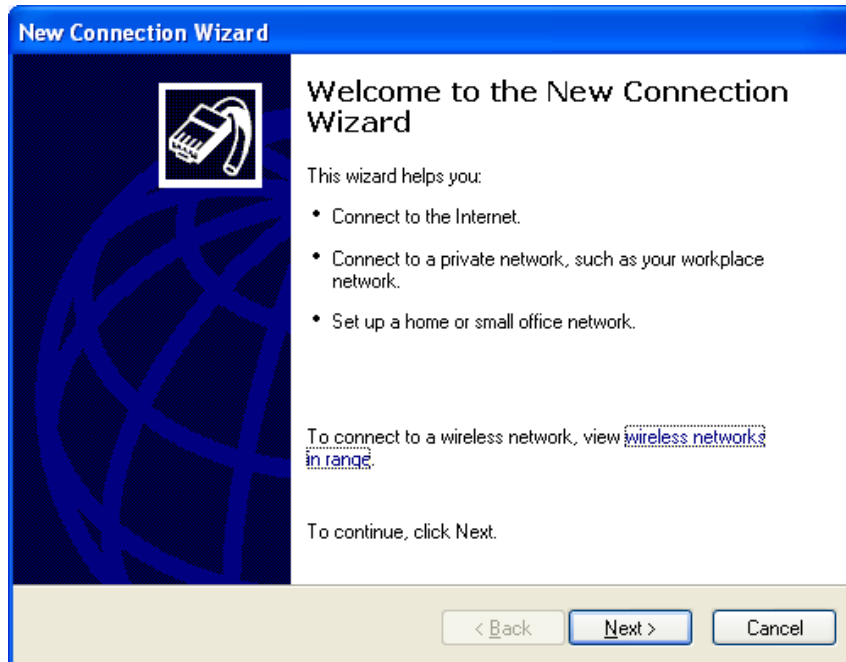 New Connection Wizard
Welcome to the New Connection
Wizard
This wizard helps you:
• Connect to the Internet.
• Connect to a private network, such as your workplace
network.
• Set up a home or small office network.
To connect to a wireless network, view wireless networks
in range.
To continue, click Next.
< Back Next > Cancel